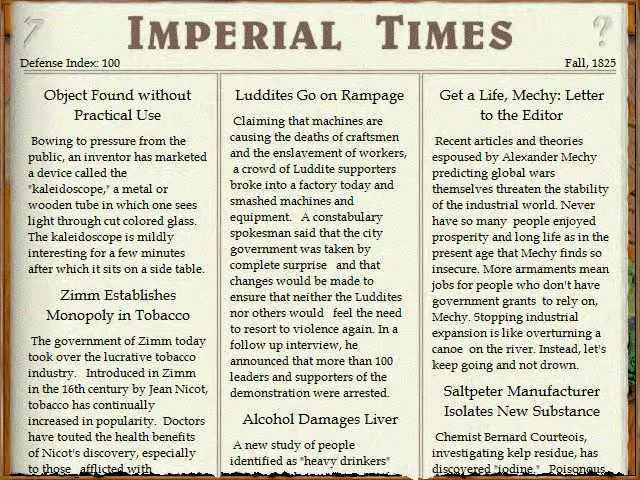 IMPERIAL TIMES
Defense Index: 100
Fall, 1825
Object Found without
Practical Use
Bowing to pressure from the
public, an inventor has marketed
a device called the
"kaleidoscope," a metal or
wooden tube in which one sees
light through cut colored glass.
The kaleidoscope is mildly
interesting for a few minutes
after which it sits on a side table.
Zimm Establishes
Monopoly in Tobacco
The government of Zimm today
took over the lucrative tobacco
industry. Introduced in Zimm
in the 16th century by Jean Nicot,
tobacco has continually
increased in popularity. Doctors
have touted the health benefits
of Nicot's discovery, especially
to those afflicted with
Luddites Go on Rampage
Claiming that machines are
causing the deaths of craftsmen
and the enslavement of workers,
a crowd of Luddite supporters
broke into a factory today and
smashed machines and
equipment. A constabulary
spokesman said that the city
government was taken by
complete surprise and that
changes would be made to
ensure that neither the Luddites
nor others would feel the need
to resort to violence again. In a
follow up interview, he
announced that more than 100
leaders and supporters of the
demonstration were arrested.
Alcohol Damages Liver
A new study of people
identified as "heavy drinkers"
Get a Life, Mechy: Letter
to the Editor
Recent articles and theories
espoused by Alexander Mechy
predicting global wars
themselves threaten the stability
of the industrial world. Never
have so many people enjoyed
prosperity and long life as in the
present age that Mechy finds so
insecure. More armaments mean
jobs for people who don't have
government grants to rely on,
Mechy. Stopping industrial
expansion is like overturning a
canoe on the river. Instead, let's
keep going and not drown.
Saltpeter Manufacturer
Isolates New Substance
Chemist Bernard Courteois,
investigating kelp residue, has
discovered "iodine." Poisonous